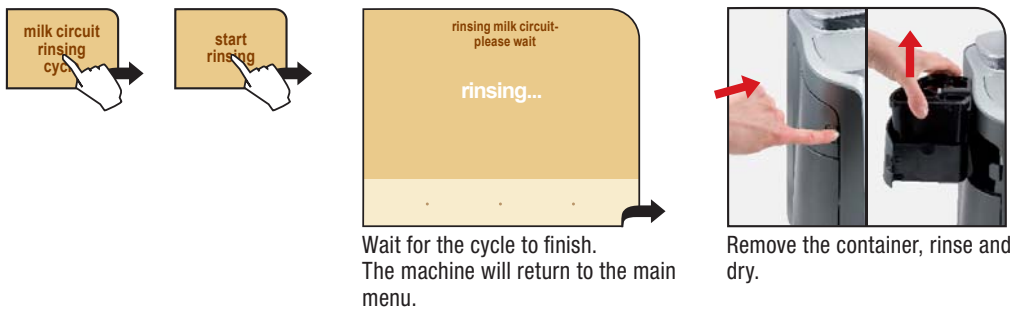 milk circuit
rinsing
cycle
start
rinsing
rinsing milk circuit-
please wait
rinsing...
Wait for the cycle to finish.
The machine will return to the main
menu.
Remove the container, rinse and
dry.